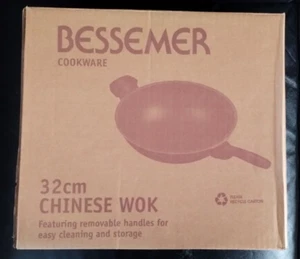 BESSEMER
COOKWARE
32cm
CHINESE WOK
Featuring removable handles for
easy cleaning and storage